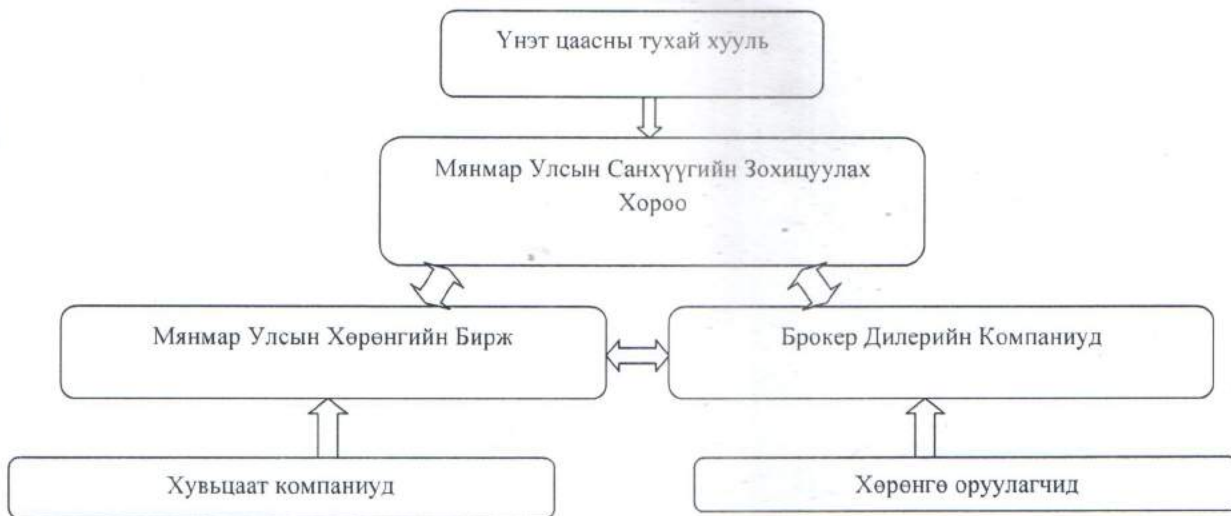 Үнэт цаасны тухай хууль
Мянмар Улсын Санхүүгийн Зохицуулах
Хороо
Мянмар Улсын Хөрөнгийн Бирж
Брокер Дилерийн Компаниуд
Хувьцаат компаниуд
Хөрөнгө оруулагчид